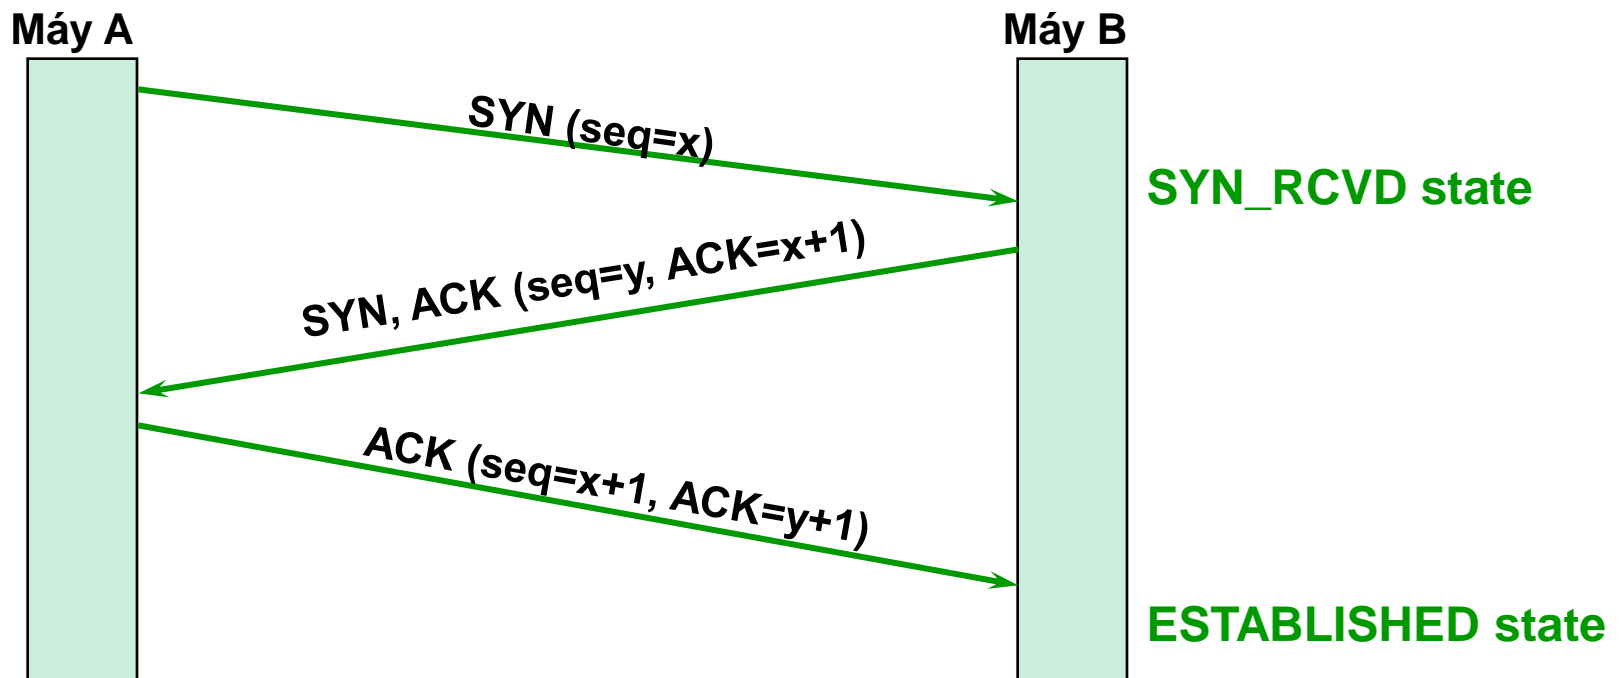 Máy A
Máy B
SYN (seq=x)
SYN_RCVD state
SYN, ACK (seq=y, ACK=x+1)
ACK (seq=x+1, ACK=y+1)
ESTABLISHED state